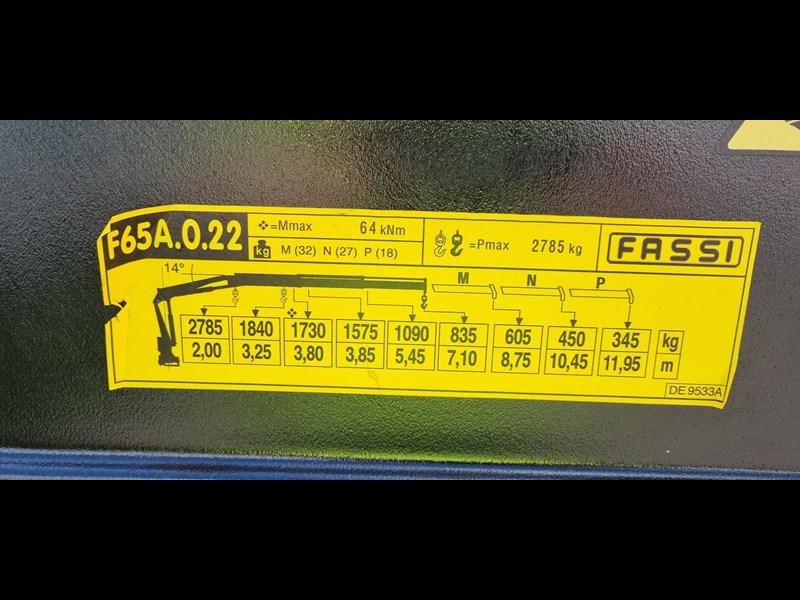 F65A.0.22
❖=Mmax 64 kNm
kg M (32) N (27) P (18)
=Pmax 2785 kg
FASSI
14°
M N P
❖
2785 1840 1730 1575 1090 835 605 450 345 kg
2,00 3,25 3,80 3,85 5,45 7,10 8,75 10,45 11,95 m
DE 9533A